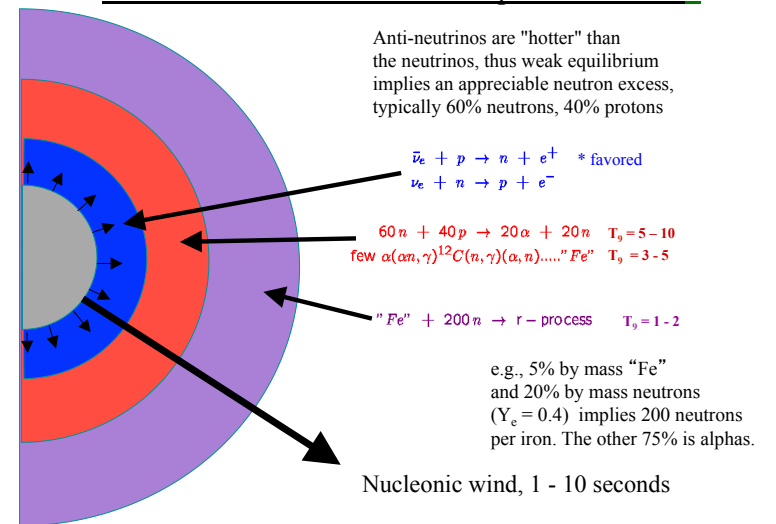 Anti-neutrinos are "hotter" than
the neutrinos, thus weak equilibrium
implies an appreciable neutron excess,
typically 60% neutrons, 40% protons
ν̄ₑ + p → n + e⁺ * favored
νₑ + n → p + e⁻
60n + 40p → 20α + 20n T₉ = 5 – 10
few α(αn,γ)¹²C(n,γ)(α,n)....."Fe" T₉ = 3 - 5
"Fe" + 200n → r – process T₉ = 1 - 2
e.g., 5% by mass “Fe”
and 20% by mass neutrons
(Yₑ = 0.4) implies 200 neutrons
per iron. The other 75% is alphas.
Nucleonic wind, 1 - 10 seconds